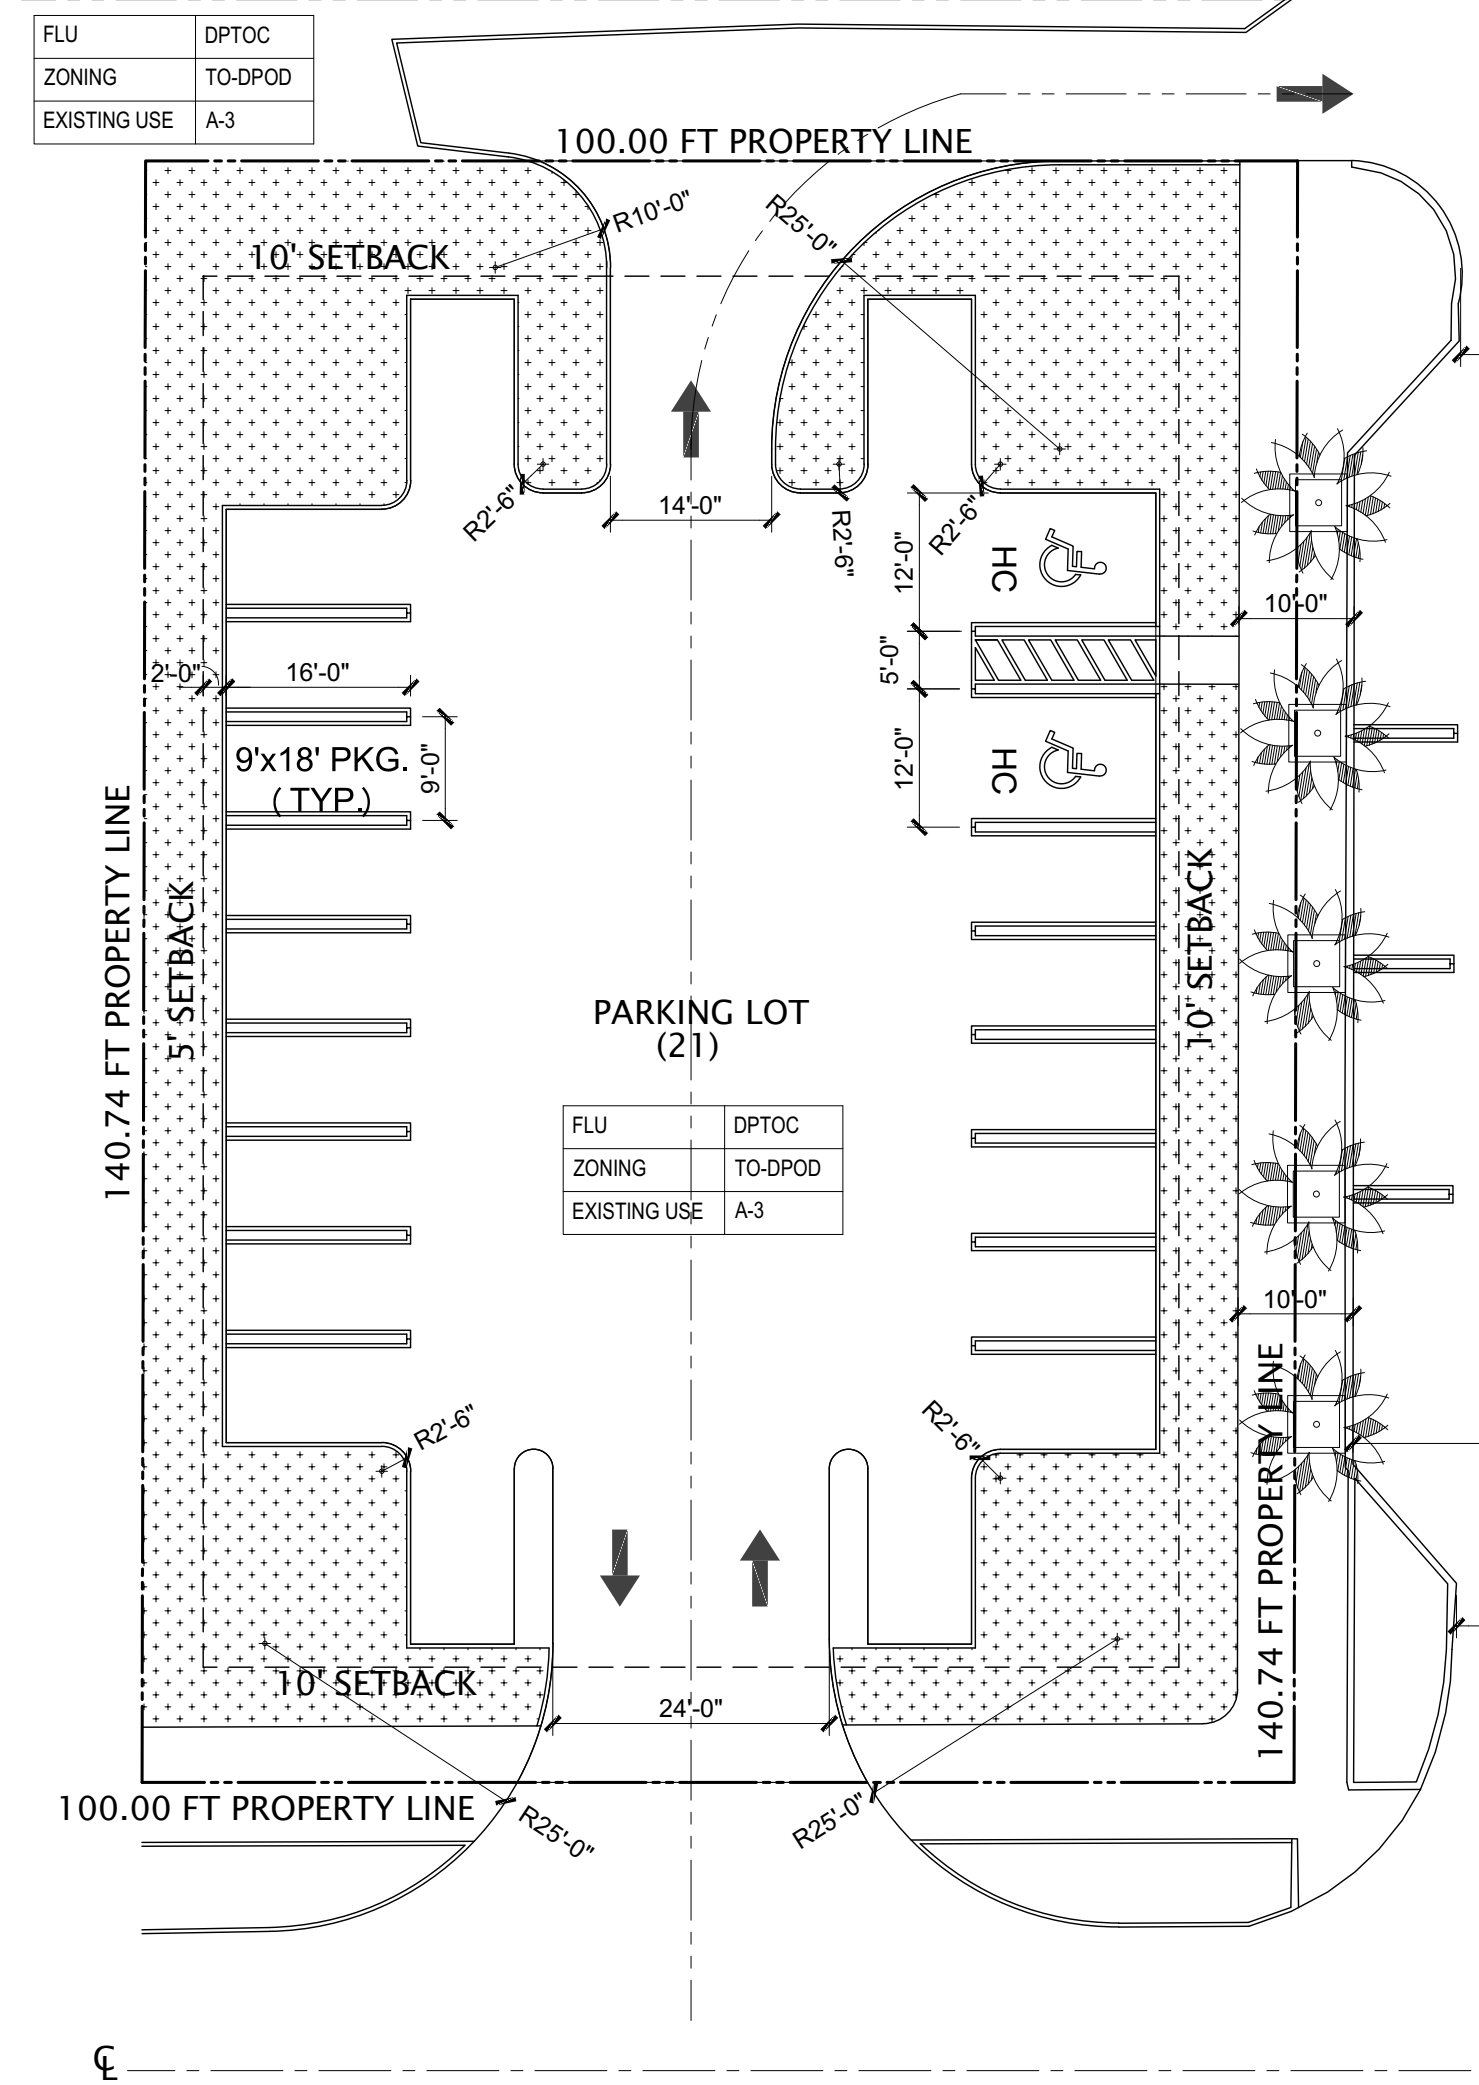 FLU DPTOC
ZONING TO-DPOD
EXISTING USE A-3
100.00 FT PROPERTY LINE
R10'-0"
R25'-0"
10' SETBACK
R2'-6"
14'-0"
R2'-6"
R2'-6"
12'-0"
HC
10'-0"
5'-0"
2'-0"
16'-0"
9'x18' PKG.
( TYP.)
9'-0"
12'-0"
HC
140.74 FT PROPERTY LINE
5' SETBACK
10' SETBACK
PARKING LOT
(21)
FLU DPTOC
ZONING TO-DPOD
EXISTING USE A-3
10'-0"
140.74 FT PROPERTY LINE
R2'-6"
R2'-6"
10' SETBACK
24'-0"
100.00 FT PROPERTY LINE
R25'-0"
R25'-0"
℄